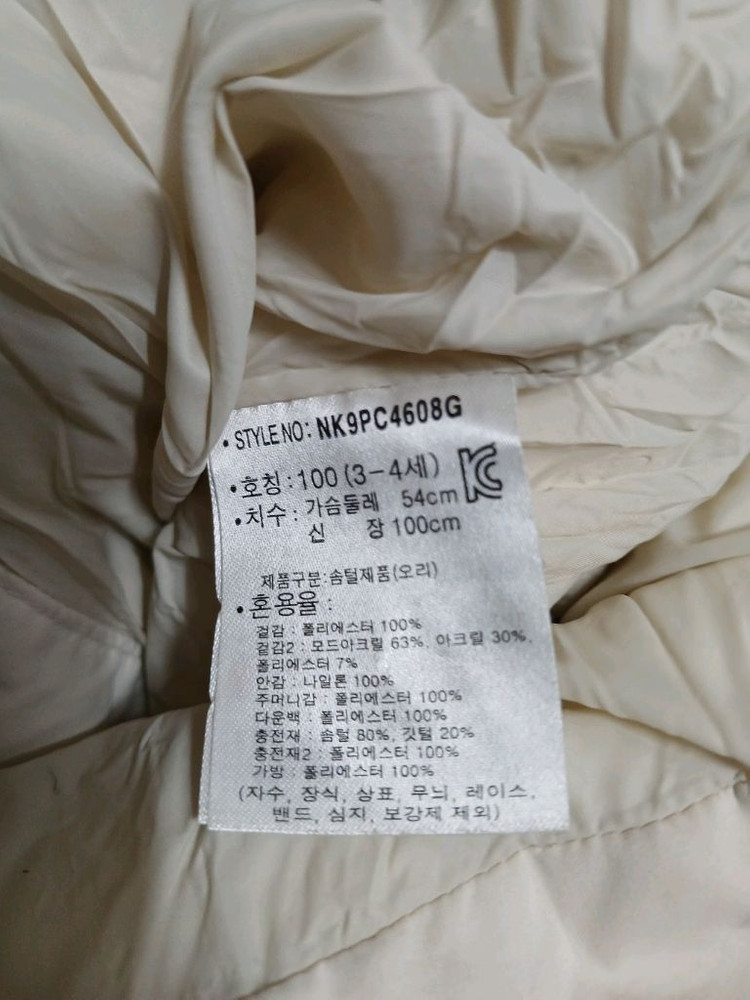 • STYLE NO: NK9PC4608G
• 호칭 : 100 (3-4세)
• 치수 : 가슴둘레 54cm
신 장 100cm
제품구분:솜털제품(오리)
• 혼용율 :
겉감 : 폴리에스터 100%
겉감2 : 모드아크릴 63%, 아크릴 30%,
폴리에스터 7%
안감 : 나일론 100%
주머니감 : 폴리에스터 100%
다운백 : 폴리에스터 100%
충전재 : 솜털 80%, 깃털 20%
충전재2 : 폴리에스터 100%
가방 : 폴리에스터 100%
(자수, 장식, 상표, 무늬, 레이스,
밴드, 심지, 보강제 제외)